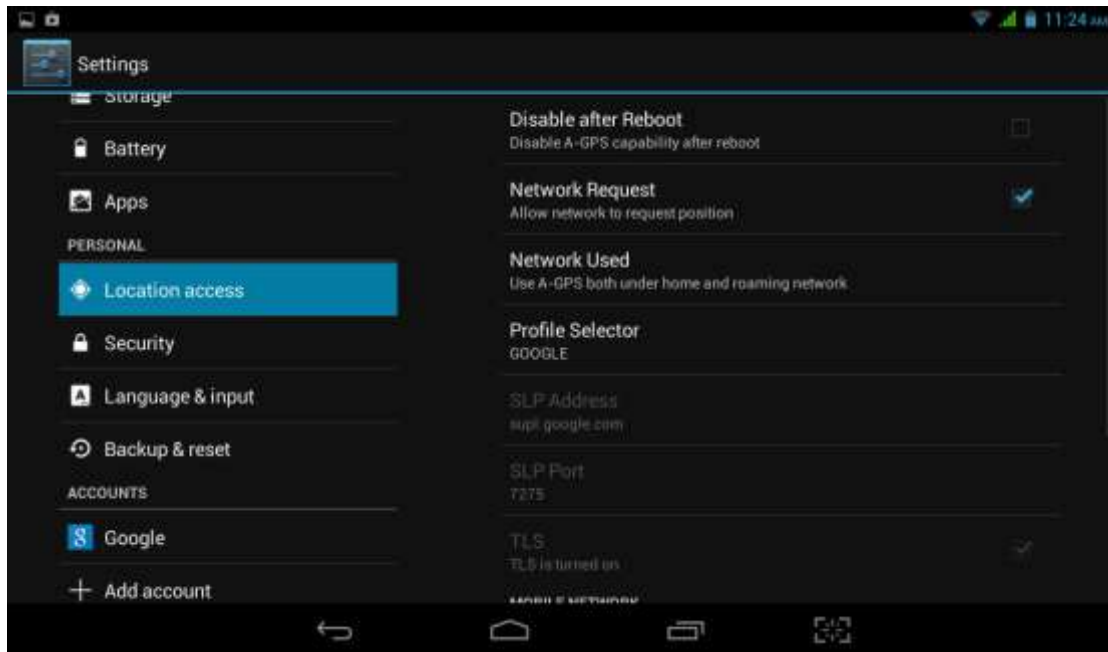 11:24 AM
Settings
Storage
Battery
Apps
PERSONAL
Location access
Security
Language & input
Backup & reset
ACCOUNTS
Google
Add account
Disable after Reboot
Disable A-GPS capability after reboot
Network Request
Allow network to request position
Network Used
Use A-GPS both under home and roaming network
Profile Selector
GOOGLE
SLP Address
supl.google.com
SLP Port
7275
TLS
TLS is turned on
MOBILE NETWORK